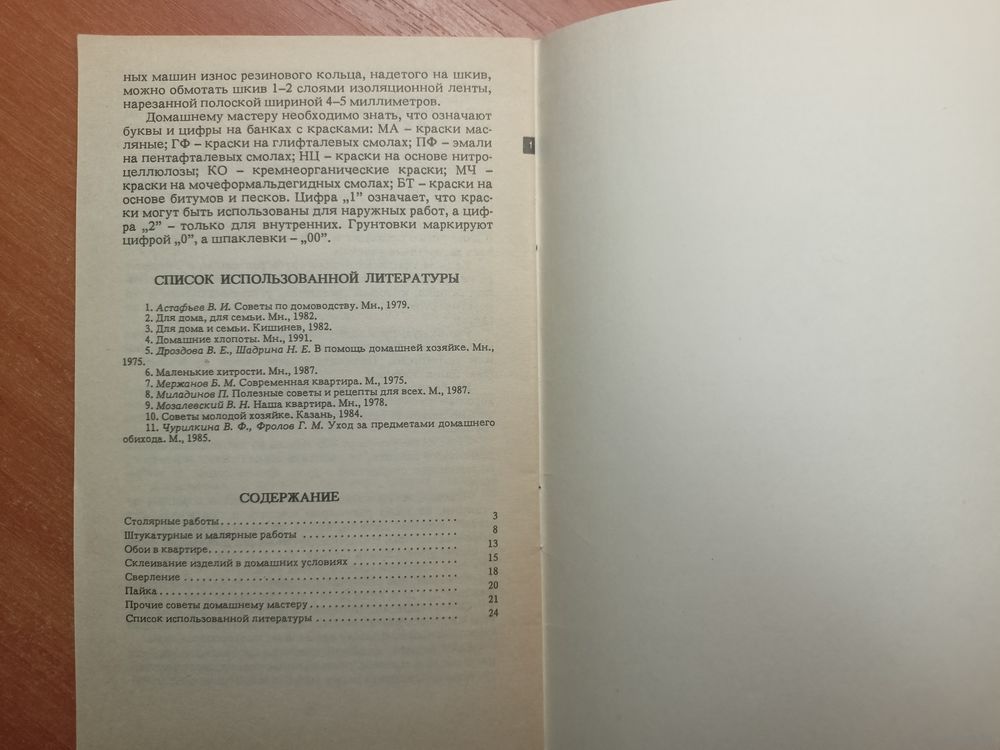 ных машин износ резинового кольца, надетого на шкив,
можно обмотать шкив 1–2 слоями изоляционной ленты,
нарезанной полоской шириной 4–5 миллиметров.
Домашнему мастеру необходимо знать, что означают
буквы и цифры на банках с красками: МА – краски мас-
ляные; ГФ – краски на глифталевых смолах; ПФ – эмали
на пентафталевых смолах; НЦ – краски на основе нитро-
целлюлозы; КО – кремнеорганические краски; МЧ –
краски на мочеформальдегидных смолах; БТ – краски на
основе битумов и песков. Цифра „1” означает, что крас-
ки могут быть использованы для наружных работ, а циф-
ра „2” – только для внутренних. Грунтовки маркируют
цифрой „0”, а шпаклевки – „00”.
СПИСОК ИСПОЛЬЗОВАННОЙ ЛИТЕРАТУРЫ
1. Астафьев В. И. Советы по домоводству. Мн., 1979.
2. Для дома, для семьи. Мн., 1982.
3. Для дома и семьи. Кишинев, 1982.
4. Домашние хлопоты. Мн., 1991.
5. Дроздова В. Е., Шадрина Н. Е. В помощь домашней хозяйке. Мн.,
1975.
6. Маленькие хитрости. Мн., 1987.
7. Мержанов Б. М. Современная квартира. М., 1975.
8. Миладинов П. Полезные советы и рецепты для всех. М., 1987.
9. Мозалевский В. Н. Наша квартира. Мн., 1978.
10. Советы молодой хозяйке. Казань, 1984.
11. Чурилкина В. Ф., Фролов Г. М. Уход за предметами домашнего
обихода. М., 1985.
СОДЕРЖАНИЕ
Столярные работы . . . . . . . . . . . . . . . . . . . . 3
Штукатурные и малярные работы . . . . . . . . . . . . . . . . . . . . 8
Обои в квартире . . . . . . . . . . . . . . . . . . . . 13
Склеивание изделий в домашних условиях . . . . . . . . . . . . . . . . . . . . 15
Сверление . . . . . . . . . . . . . . . . . . . . 18
Пайка . . . . . . . . . . . . . . . . . . . . 20
Прочие советы домашнему мастеру . . . . . . . . . . . . . . . . . . . . 21
Список использованной литературы . . . . . . . . . . . . . . . . . . . . 24
1